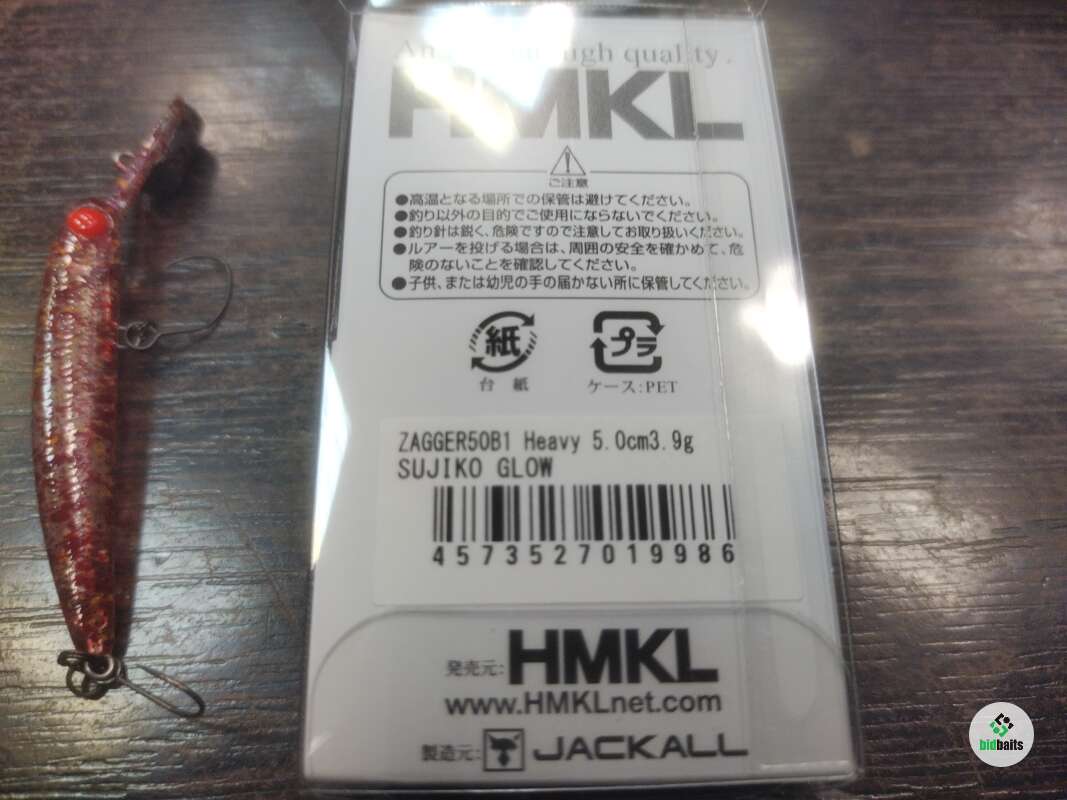 quality.
HMKL
ご注意
●高温となる場所での保管は避けてください。
●釣り以外の目的でご使用にならないでください。
●釣り針は鋭く、危険ですので注意してお取り扱いください。
●ルアーを投げる場合は、周囲の安全を確かめて、危
険のないことを確認してください。
●子供、または幼児の手の届かない所に保管してください。
紙 プラ
台紙 ケース:PET
ZAGGER50B1 Heavy 5.0cm3.9g
SUJIKO GLOW
4573527019986
発売元: HMKL
www.HMKLnet.com
製造元: JACKALL
bidbaits